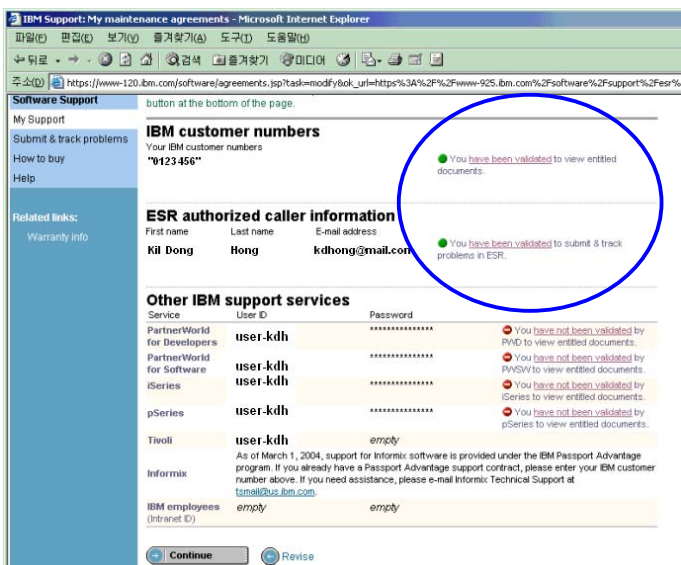 IBM Support: My maintenance agreements - Microsoft Internet Explorer
파일(F) 편집(E) 보기(V) 즐겨찾기(A) 도구(T) 도움말(H)
뒤로 검색 즐겨찾기 미디어
주소(D) https://www-120.ibm.com/software/agreements.jsp?task=modify&ok_url=https%3A%2F%2Fwww-925.ibm.com%2Fsoftware%2Fsupport%2Fesr%
Software Support
My Support
Submit & track problems
How to buy
Help
Related links:
Warranty info
button at the bottom of the page.
IBM customer numbers
Your IBM customer numbers
"0123456"
You have been validated to view entitled
documents.
ESR authorized caller information
First name Last name E-mail address
Kil Dong Hong kdhong@mail.com
You have been validated to submit & track
problems in ESR.
Other IBM support services
Service User ID Password
PartnerWorld for Developers user-kdh *************** You have not been validated by
PWD to view entitled documents.
PartnerWorld for Software user-kdh *************** You have not been validated by
PWSW to view entitled documents.
iSeries user-kdh *************** You have not been validated by
iSeries to view entitled documents.
pSeries user-kdh *************** You have not been validated by
pSeries to view entitled documents.
Tivoli user-kdh empty
Informix
As of March 1, 2004, support for Informix software is provided under the IBM Passport Advantage
program. If you already have a Passport Advantage support contract, please enter your IBM customer
number above. If you need assistance, please e-mail Informix Technical Support at
tsmail@us.ibm.com.
IBM employees empty empty
(Intranet ID)
Continue Revise